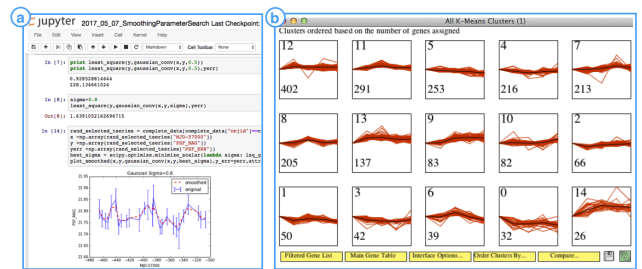 a
jupyter 2017_05_07_SmoothingParameterSearch Last Checkpoint:
File Edit View Insert Cell Kernel Help
Markdown Cell Toolbar: None
In [7]: print least_square(y,gaussian_conv(x,y,0.5))
print least_square(y,gaussian_conv(x,y,0.5),yerr)
0.928529814644
228.134661024
In [8]: sigma=0.8
least_square(y,gaussian_conv(x,y,sigma),yerr)
Out[8]: 1.6391052162696715
In [14]: rand_selected_tseries = complete_data[complete_data["objid"]==
x =np.array(rand_selected_tseries["MJD-57000"])
y =np.array(rand_selected_tseries["PSF_MAG"])
yerr =np.array(rand_selected_tseries["PSF_ERR"])
best_sigma = scipy.optimize.minimize_scalar(lambda sigma: lsq_
plot_smoothed(x,y,gaussian_conv(x,y,best_sigma),y_err=yerr,
Gaussian Sigma=0.8
smoothed
original
PSF_MAG
MJD-57000
b
All K-Means Clusters (1)
Clusters ordered based on the number of genes assigned
12 11 5 4 7
402 291 253 216 213
8 13 10 9 2
205 137 83 82 66
1 3 6 0 14
50 42 39 32 26
Filtered Gene List Main Gene Table Interface Options... Order Clusters By... Compare...